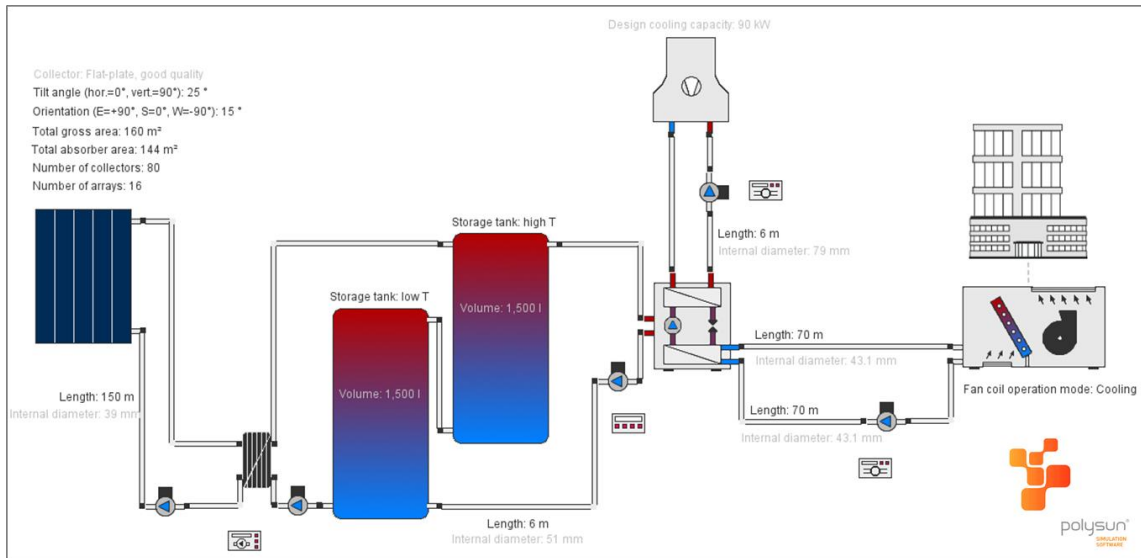 Design cooling capacity: 90 kW
Collector: Flat-plate, good quality
Tilt angle (hor.=0°, vert.=90°): 25 °
Orientation (E=+90°, S=0°, W=-90°): 15 °
Total gross area: 160 m²
Total absorber area: 144 m²
Number of collectors: 80
Number of arrays: 16
Storage tank: high T
Volume: 1,500 l
Storage tank: low T
Volume: 1,500 l
Length: 6 m
Internal diameter: 79 mm
Length: 70 m
Internal diameter: 43.1 mm
Length: 70 m
Internal diameter: 43.1 mm
Fan coil operation mode: Cooling
Length: 150 m
Internal diameter: 39 mm
Length: 6 m
Internal diameter: 51 mm
polysun®
SIMULATION
SOFTWARE